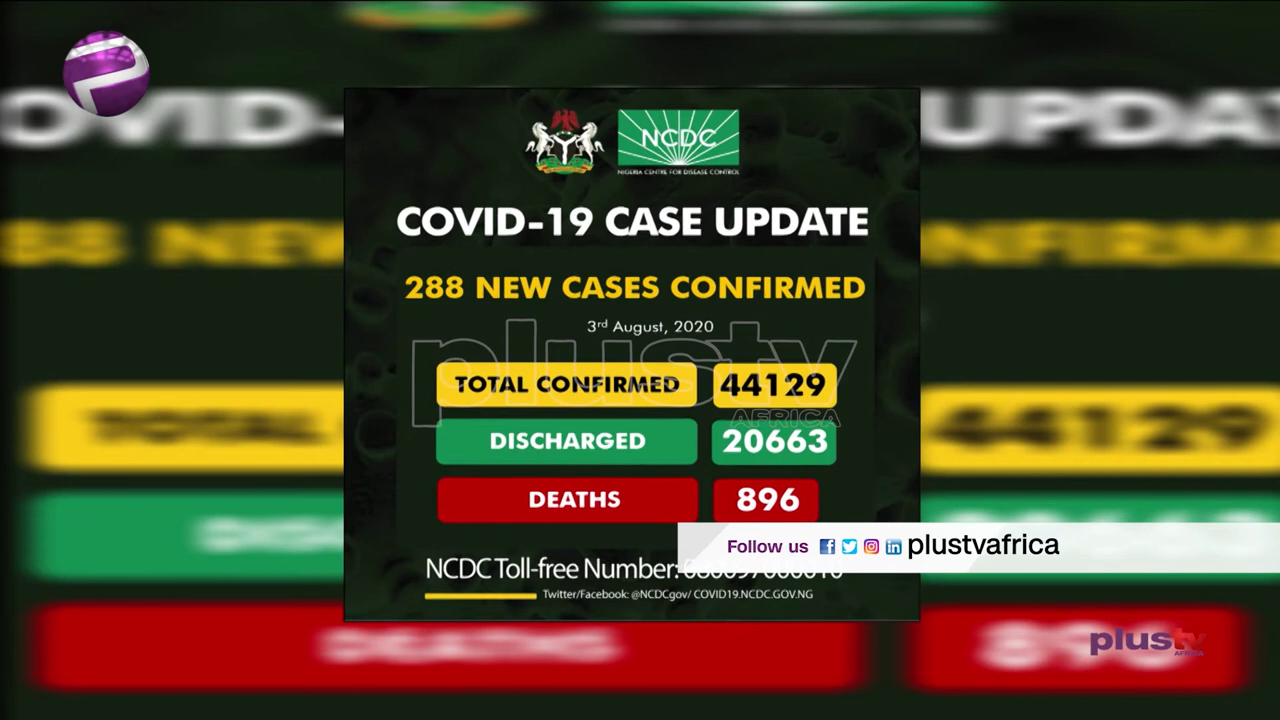 NCDC
NIGERIA CENTRE FOR DISEASE CONTROL
COVID-19 CASE UPDATE
288 NEW CASES CONFIRMED
3rd August, 2020
plustv
AFRICA
TOTAL CONFIRMED 44129
DISCHARGED 20663
DEATHS 896
Follow us plustvafrica
NCDC Toll-free Number:
Twitter/Facebook: @NCDCgov/ COVID19.NCDC.GOV.NG
plustv
AFRICA